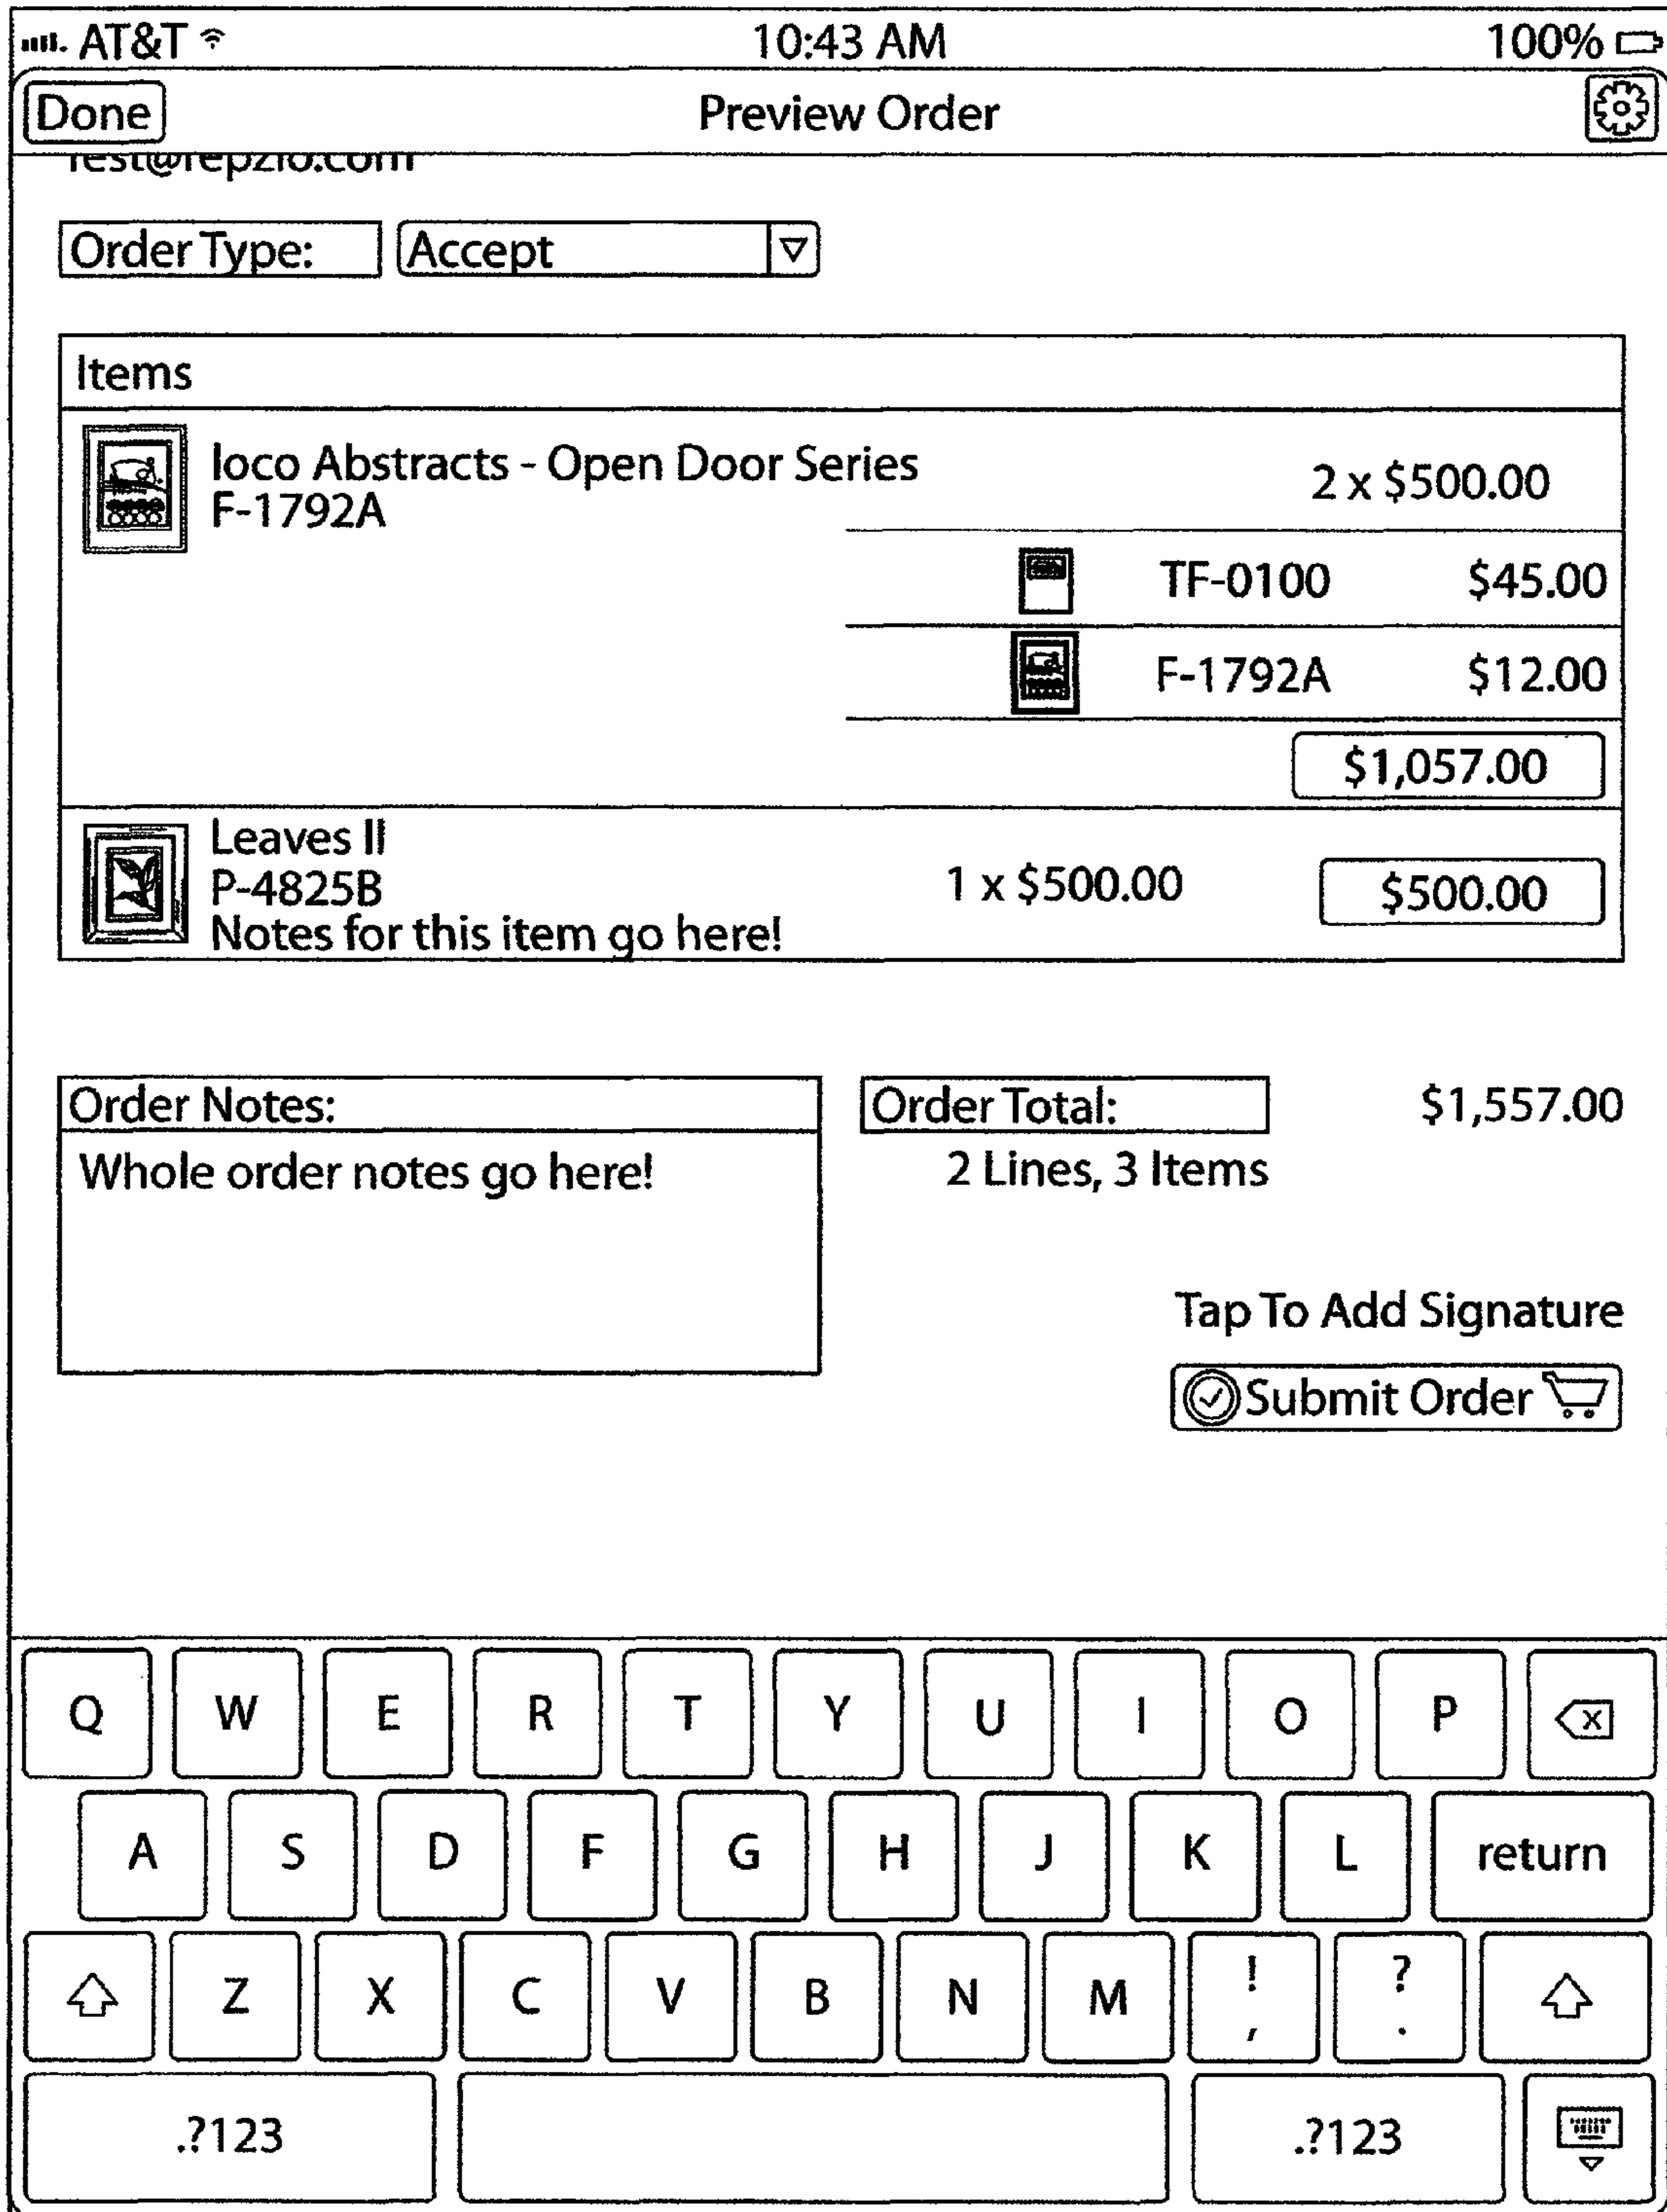 AT&T 10:43 AM 100%
Done Preview Order
Order Type: Accept
Items
loco Abstracts - Open Door Series 2 x $500.00
F-1792A
TF-0100 $45.00
F-1792A $12.00
$1,057.00
Leaves II
P-4825B 1 x $500.00 $500.00
Notes for this item go here!
Order Notes: Order Total: $1,557.00
Whole order notes go here! 2 Lines, 3 Items
Tap To Add Signature
Submit Order
Q W E R T Y U I O P
A S D F G H J K L return
Z X C V B N M ! , ? .
.?123 .?123